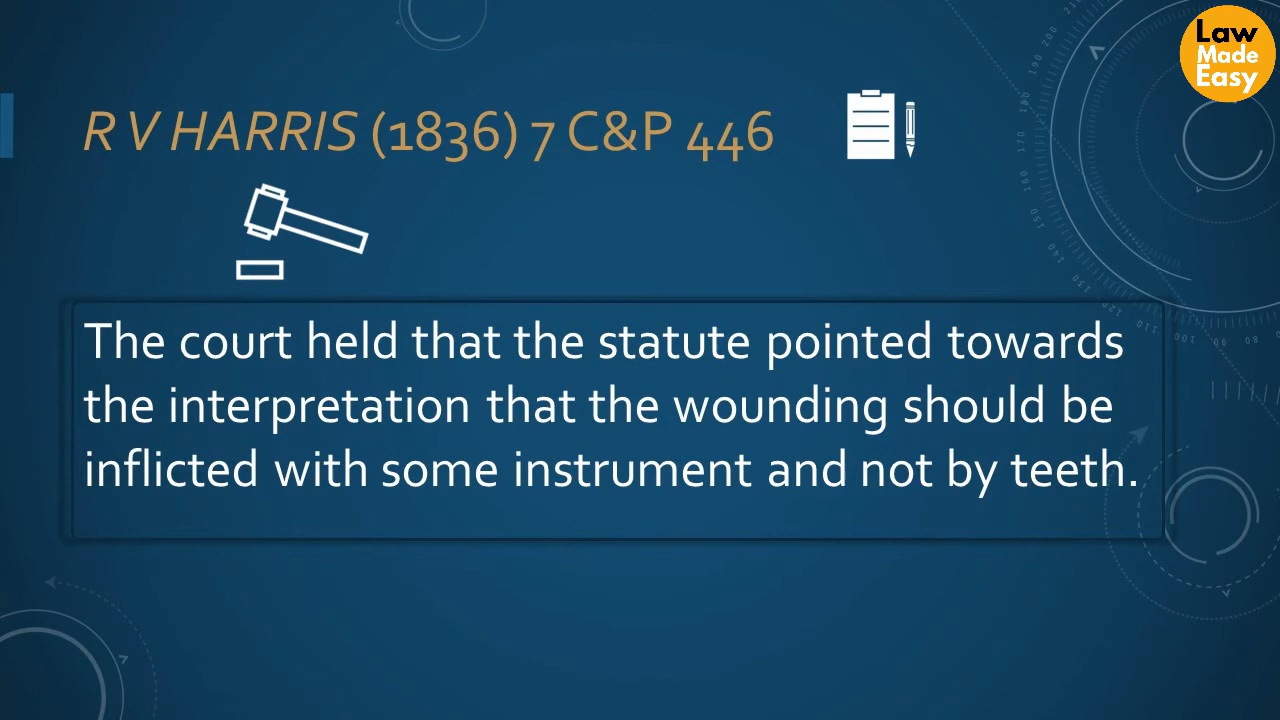 Law
Made
Easy
R V HARRIS (1836) 7 C&P 446
The court held that the statute pointed towards
the interpretation that the wounding should be
inflicted with some instrument and not by teeth.